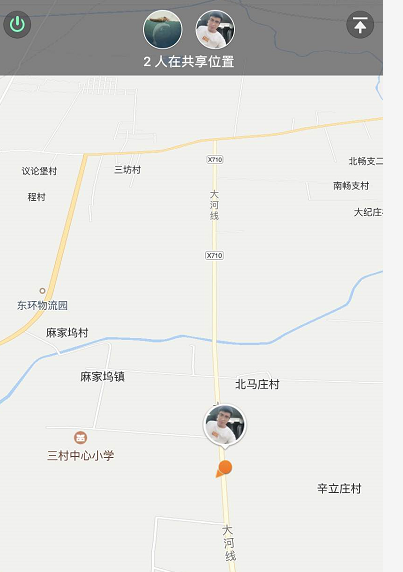 2 人在共享位置
X710
议论堡村
三坊村
北畅支二
南畅支村
程村
大河线
大纪庄
X710
东环物流园
麻家坞村
麻家坞镇
北马庄村
三村中心小学
辛立庄村
大河线